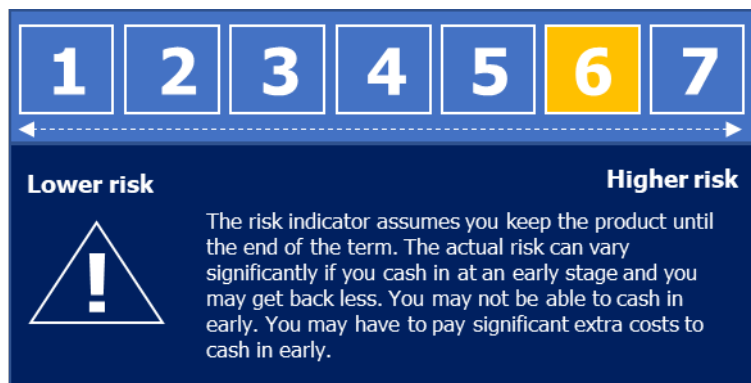 1 2 3 4 5 6 7
Lower risk
Higher risk
!
The risk indicator assumes you keep the product until
the end of the term. The actual risk can vary
significantly if you cash in at an early stage and you
may get back less. You may not be able to cash in
early. You may have to pay significant extra costs to
cash in early.